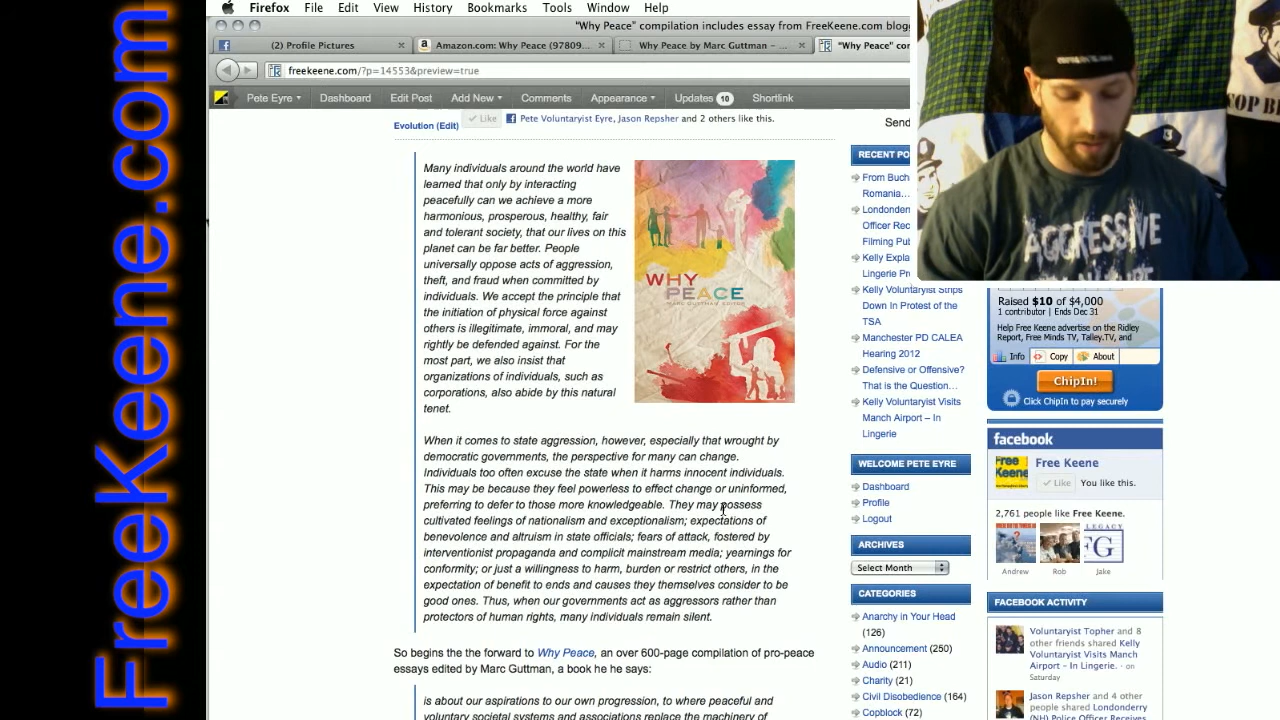 FreeKeene.com
Firefox File Edit View History Bookmarks Tools Window Help
"Why Peace" compilation includes essay from FreeKeene.com blogg
(2) Profile Pictures
Amazon.com: Why Peace (97809...
Why Peace by Marc Guttman – ...
"Why Peace" con
freekeene.com/?p=14553&preview=true
Pete Eyre Dashboard Edit Post Add New Comments Appearance Updates 10 Shortlink
Evolution (Edit)
Like
Pete Voluntaryist Eyre, Jason Repsher and 2 others like this.
Send
Many individuals around the world have
learned that only by interacting
peacefully can we achieve a more
harmonious, prosperous, healthy, fair
and tolerant society, that our lives on this
planet can be far better. People
universally oppose acts of aggression,
theft, and fraud when committed by
individuals. We accept the principle that
the initiation of physical force against
others is illegitimate, immoral, and may
rightly be defended against. For the
most part, we also insist that
organizations of individuals, such as
corporations, also abide by this natural
tenet.
WHY
PEACE
MARC GUTTMAN, EDITOR
When it comes to state aggression, however, especially that wrought by
democratic governments, the perspective for many can change.
Individuals too often excuse the state when it harms innocent individuals.
This may be because they feel powerless to effect change or uninformed,
preferring to defer to those more knowledgeable. They may possess
cultivated feelings of nationalism and exceptionalism; expectations of
benevolence and altruism in state officials; fears of attack, fostered by
interventionist propaganda and complicit mainstream media; yearnings for
conformity; or just a willingness to harm, burden or restrict others, in the
expectation of benefit to ends and causes they themselves consider to be
good ones. Thus, when our governments act as aggressors rather than
protectors of human rights, many individuals remain silent.
So begins the the forward to Why Peace, an over 600-page compilation of pro-peace
essays edited by Marc Guttman, a book he he says:
is about our aspirations to our own progression, to where peaceful and
voluntary societal systems and associations replace the machinery of
RECENT PO
From Buch
Romania…
Londonder
Officer Rec
Filming Pub
Kelly Expla
Lingerie Pr
Kelly Voluntaryist Strips
Down In Protest of the
TSA
Manchester PD CALEA
Hearing 2012
Defensive or Offensive?
That is the Question…
Kelly Voluntaryist Visits
Manch Airport – In
Lingerie
WELCOME PETE EYRE
Dashboard
Profile
Logout
ARCHIVES
Select Month
CATEGORIES
Anarchy in Your Head
(126)
Announcement (250)
Audio (211)
Charity (21)
Civil Disobedience (164)
Copblock (72)
AGGRESSIVE
TOP B
Raised $10 of $4,000
1 contributor | Ends Dec 31
Help Free Keene advertise on the Ridley
Report, Free Minds TV, Talley.TV, and
Info Copy About
ChipIn!
Click ChipIn to pay securely
facebook
Free Keene
Free Keene
Like You like this.
2,761 people like Free Keene.
LEGACY
FG
Andrew Rob Jake
FACEBOOK ACTIVITY
Voluntaryist Topher and 8
other friends shared Kelly
Voluntaryist Visits Manch
Airport – In Lingerie. · on
Saturday
Jason Repsher and 4 other
people shared Londonderry
(NH) Police Officer Receives